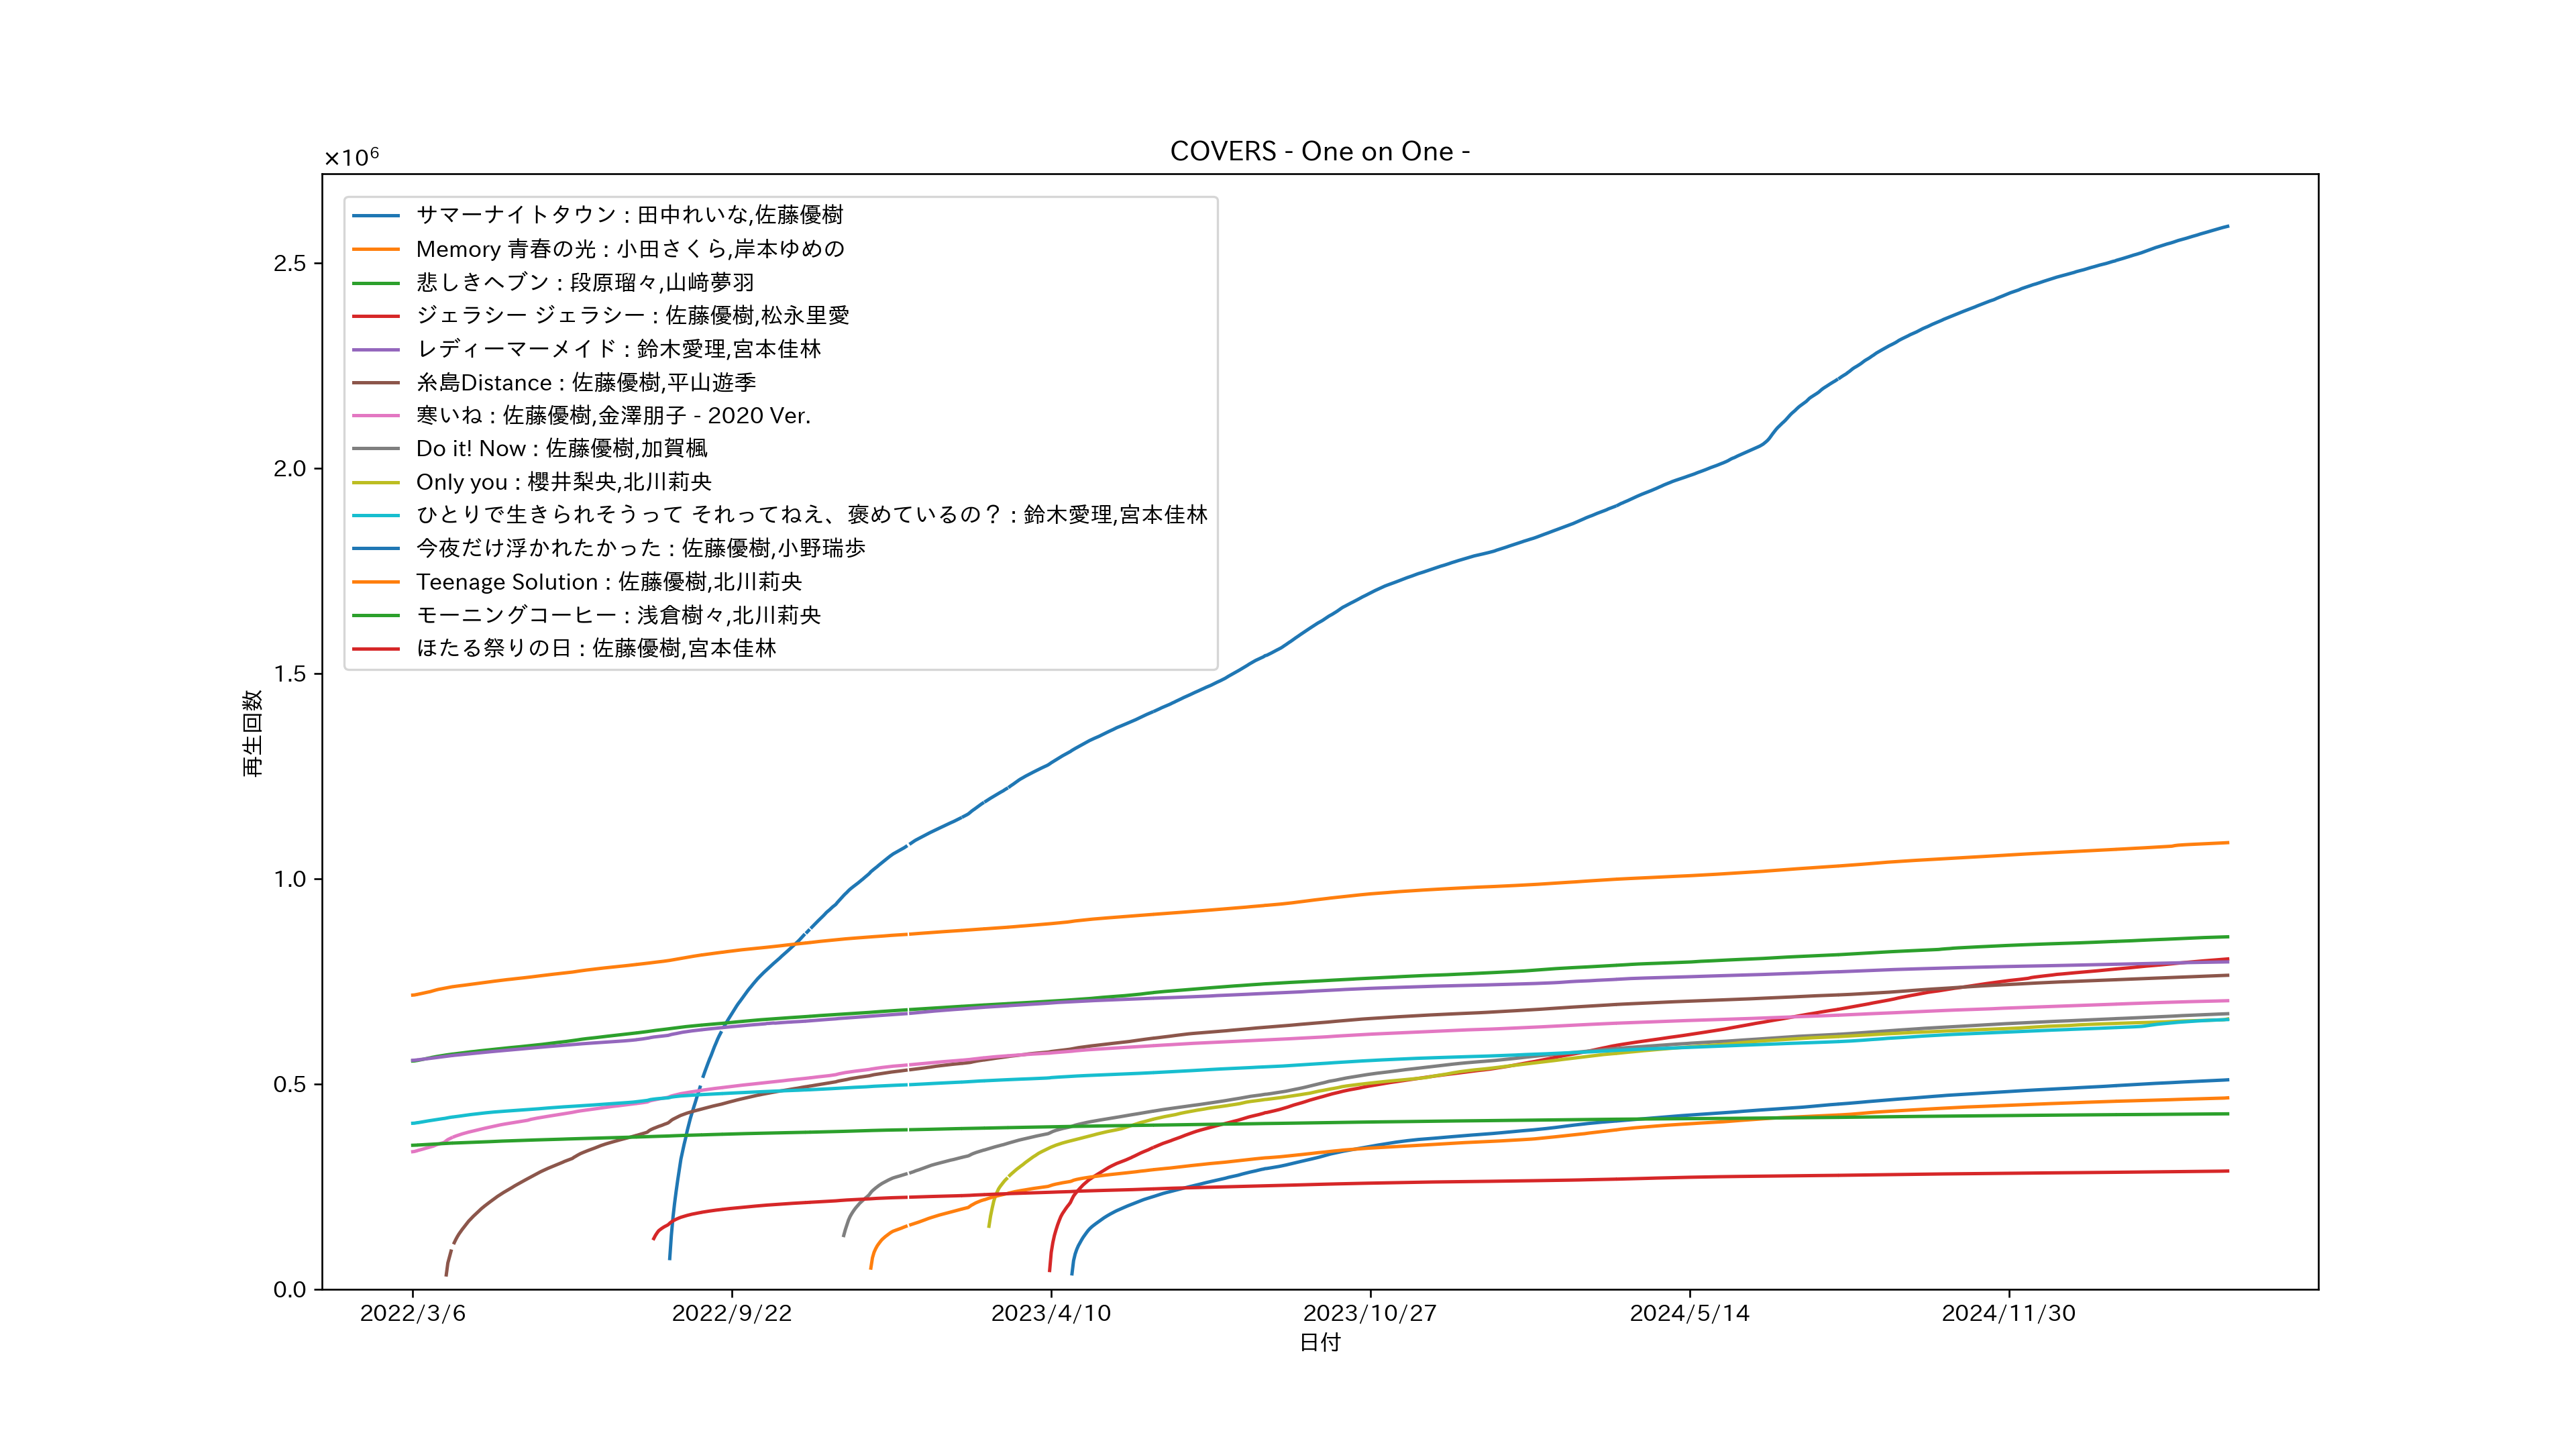 COVERS - One on One -
×10⁶
サマーナイトタウン : 田中れいな,佐藤優樹
Memory 青春の光 : 小田さくら,岸本ゆめの
悲しきヘブン : 段原瑠々,山﨑夢羽
ジェラシー ジェラシー : 佐藤優樹,松永里愛
レディーマーメイド : 鈴木愛理,宮本佳林
糸島Distance : 佐藤優樹,平山遊季
寒いね : 佐藤優樹,金澤朋子 - 2020 Ver.
Do it! Now : 佐藤優樹,加賀楓
Only you : 櫻井梨央,北川莉央
ひとりで生きられそうって それってねえ、褒めているの？ : 鈴木愛理,宮本佳林
今夜だけ浮かれたかった : 佐藤優樹,小野瑞歩
Teenage Solution : 佐藤優樹,北川莉央
モーニングコーヒー : 浅倉樹々,北川莉央
ほたる祭りの日 : 佐藤優樹,宮本佳林
2.5
2.0
1.5
1.0
0.5
0.0
再生回数
2022/3/6
2022/9/22
2023/4/10
2023/10/27
2024/5/14
2024/11/30
日付